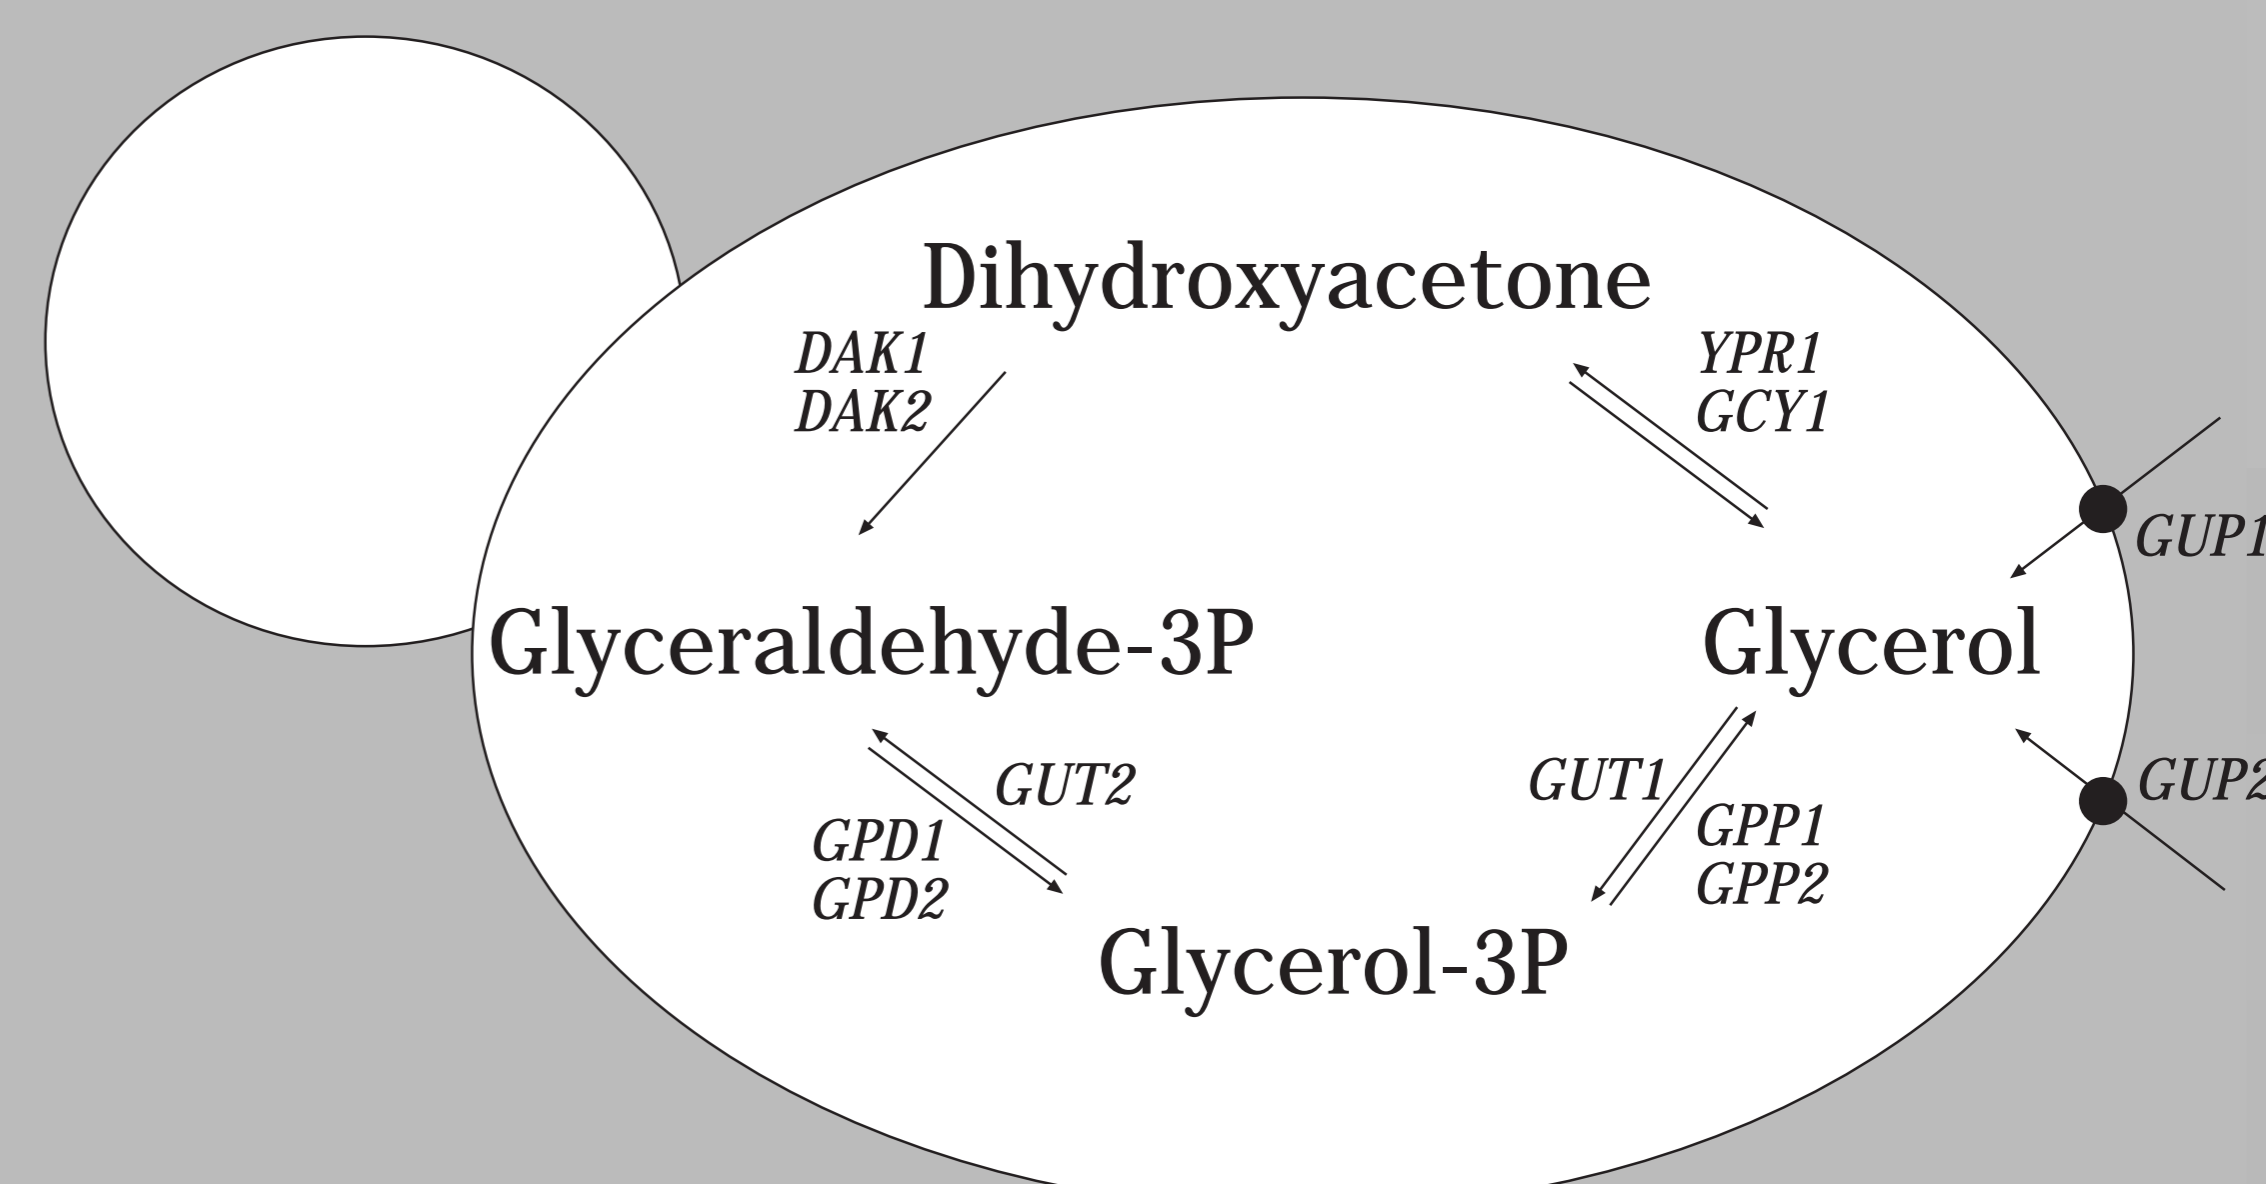 Dihydroxyacetone
DAK1
DAK2
YPR1
GCY1
GUP1
Glyceraldehyde-3P
Glycerol
GUT2
GPD1
GPD2
GUT1
GPP1
GPP2
GUP2
Glycerol-3P